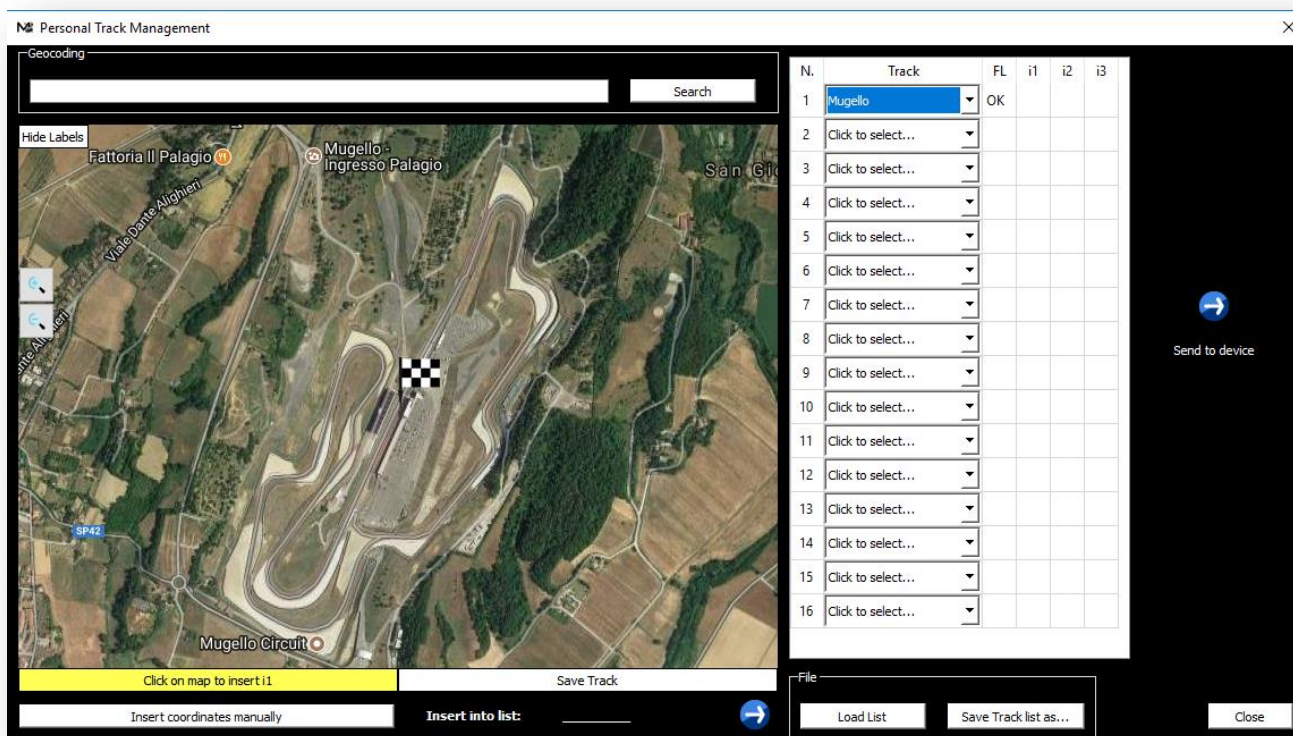 Personal Track Management
Geocoding
Search
Hide Labels
Fattoria Il Palagio
Mugello -
Ingresso Palagio
San Gi
Viale Dante Alighieri
SP42
Mugello Circuit
Click on map to insert i1
Save Track
Insert coordinates manually
Insert into list:
N. Track FL i1 i2 i3
1 Mugello OK
2 Click to select...
3 Click to select...
4 Click to select...
5 Click to select...
6 Click to select...
7 Click to select...
8 Click to select...
9 Click to select...
10 Click to select...
11 Click to select...
12 Click to select...
13 Click to select...
14 Click to select...
15 Click to select...
16 Click to select...
Send to device
File
Load List
Save Track list as...
Close